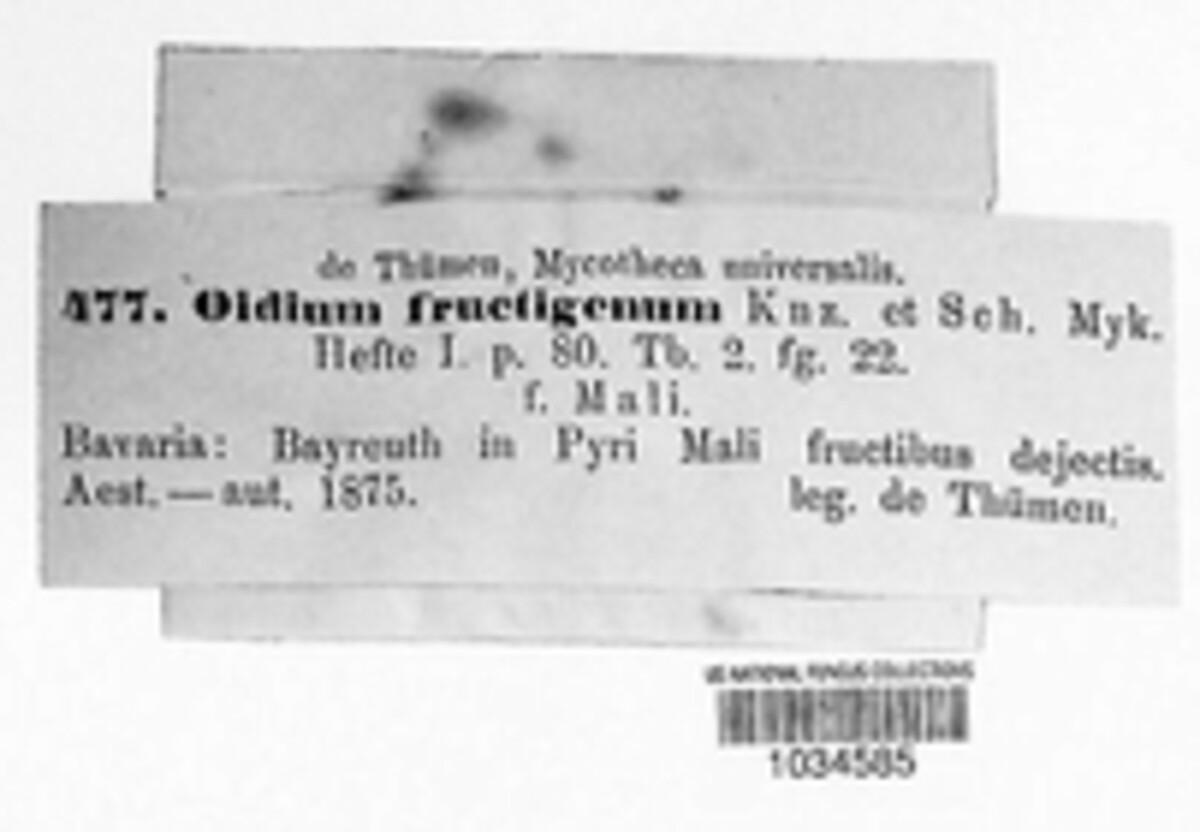 de Thümen, Mycotheca universalis.
477. Oidium fructigenum Knz. et Sch. Myk.
Hefte I. p. 80. Tb. 2. fg. 22.
f. Mali.
Bavaria: Bayreuth in Pyri Mali fructibus dejectis.
Aest. — aut. 1875. leg. de Thümen.
US NATIONAL FUNGUS COLLECTIONS
1034585